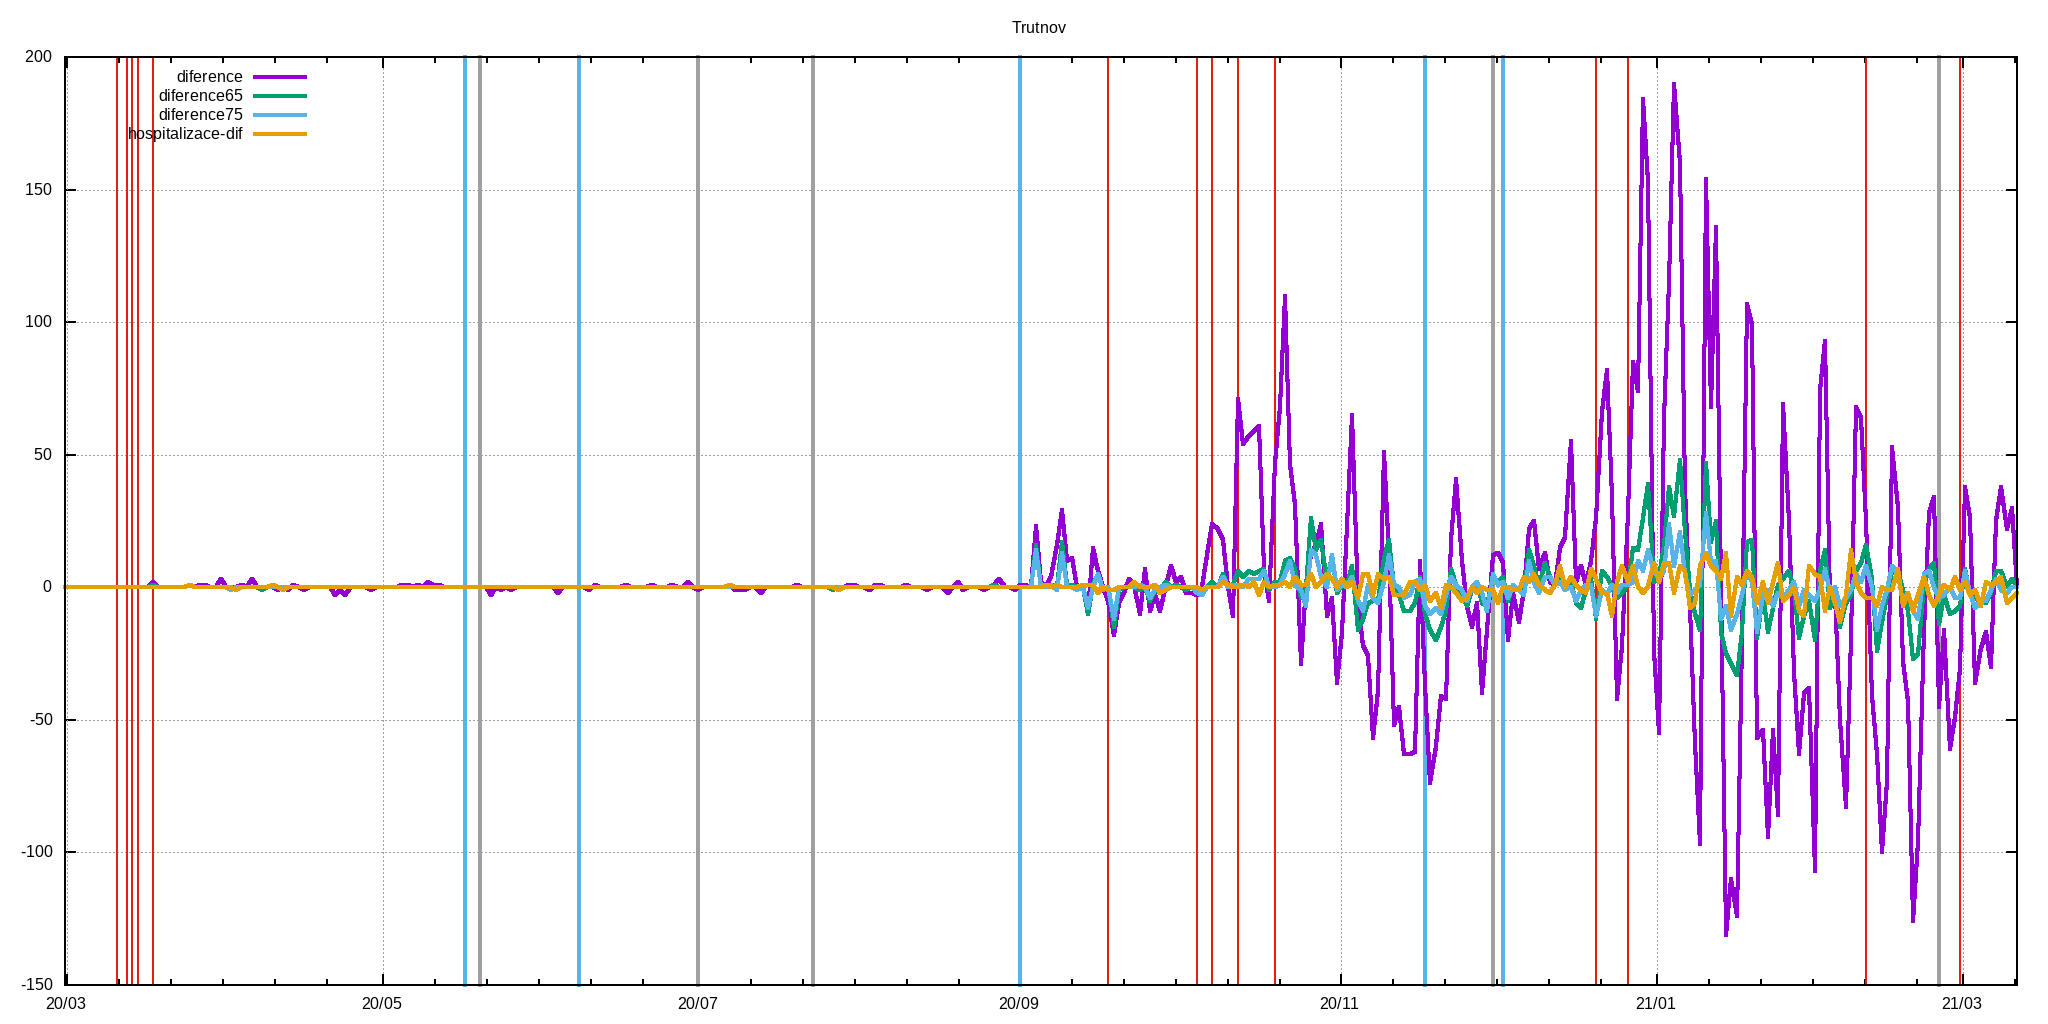 Trutnov
200
diference
diference65
diference75
hospitalizace-dif
150
100
50
0
-50
-100
-150
20/03 20/05 20/07 20/09 20/11 21/01 21/03